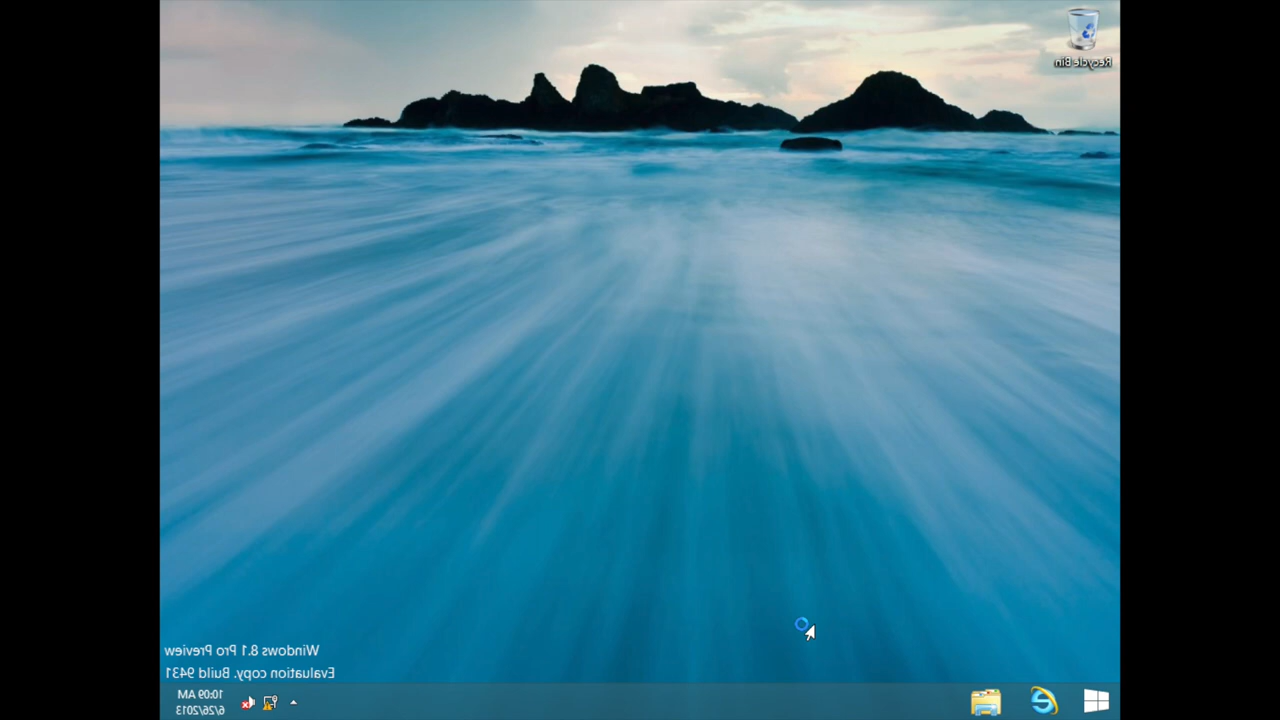 Recycle Bin
Windows 8.1 Pro Preview
Evaluation copy. Build 9431
10:09 AM
6/26/2013